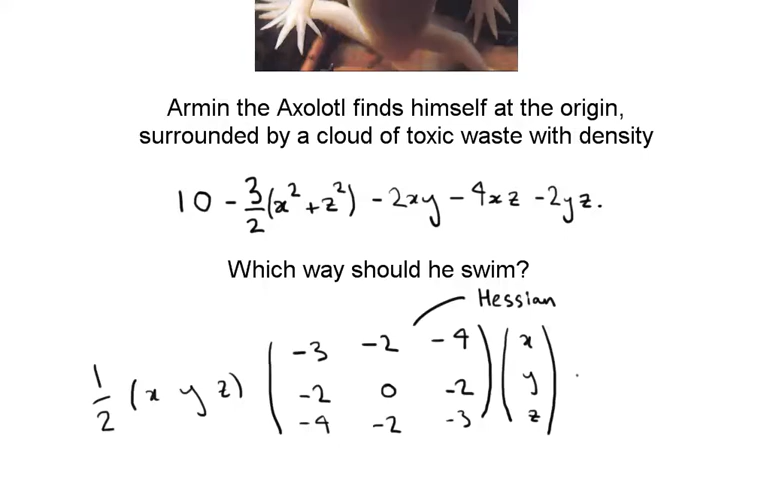 Armin the Axolotl finds himself at the origin,
surrounded by a cloud of toxic waste with density
10 - 3/2 (x² + z²) - 2xy - 4xz - 2yz.
Which way should he swim?
Hessian
1/2 (x y z) ( -3 -2 -4 ) ( x )
( -2 0 -2 ) ( y )
( -4 -2 -3 ) ( z )